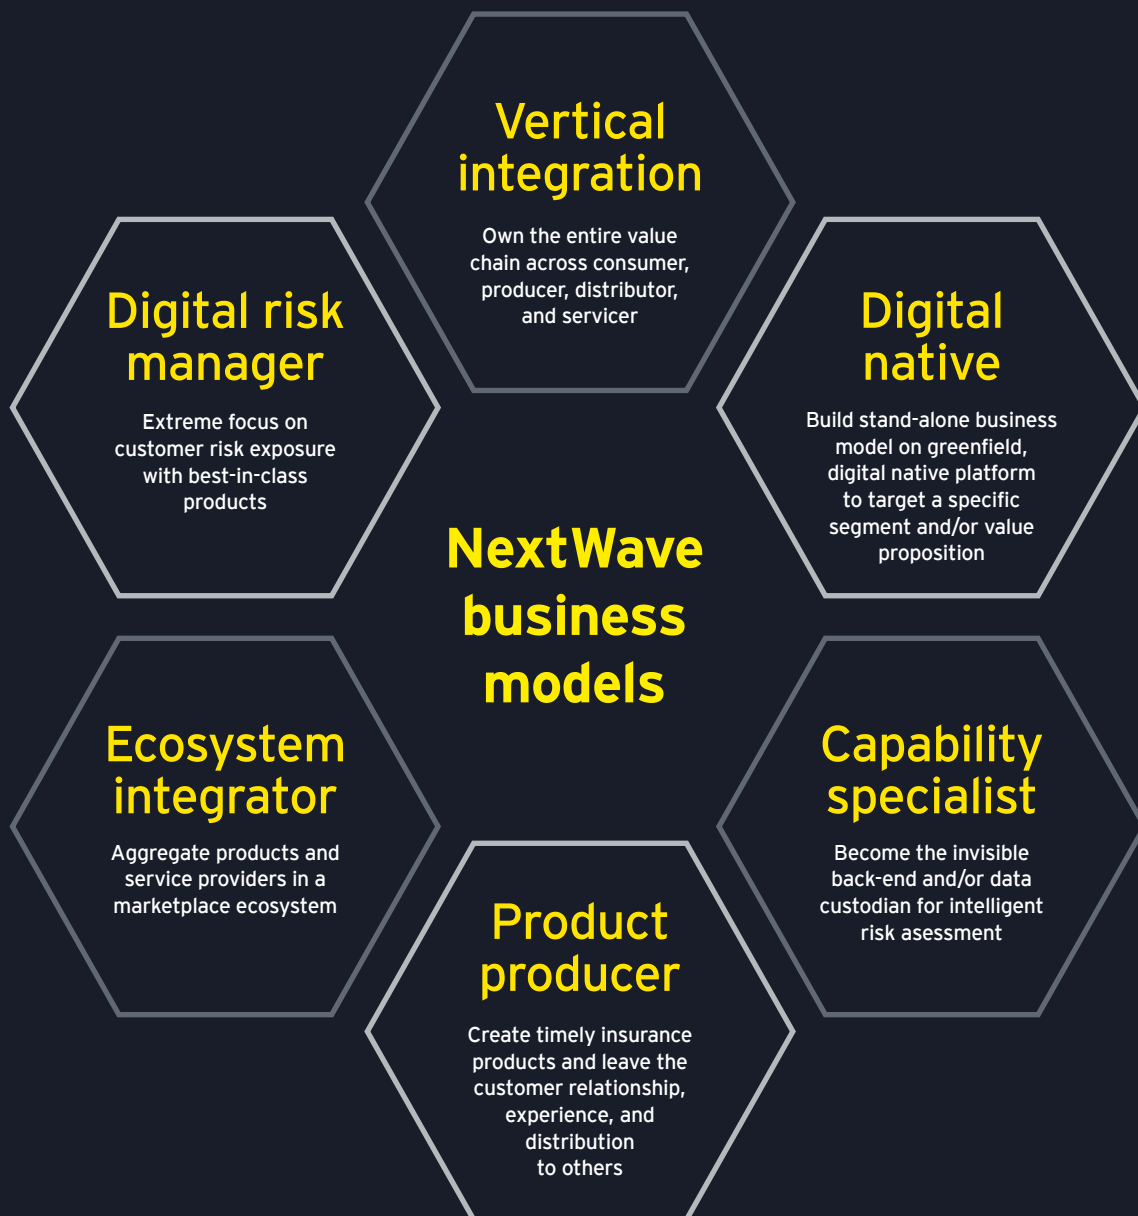 Vertical
integration
Own the entire value
chain across consumer,
producer, distributor,
and servicer
Digital risk
manager
Extreme focus on
customer risk exposure
with best-in-class
products
Digital
native
Build stand-alone business
model on greenfield,
digital native platform
to target a specific
segment and/or value
proposition
NextWave
business
models
Ecosystem
integrator
Aggregate products and
service providers in a
marketplace ecosystem
Capability
specialist
Become the invisible
back-end and/or data
custodian for intelligent
risk asessment
Product
producer
Create timely insurance
products and leave the
customer relationship,
experience, and
distribution
to others